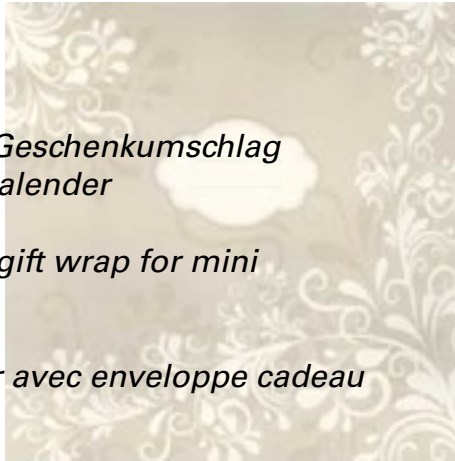 Geschenkumschlag
alender
gift wrap for mini
r avec enveloppe cadeau